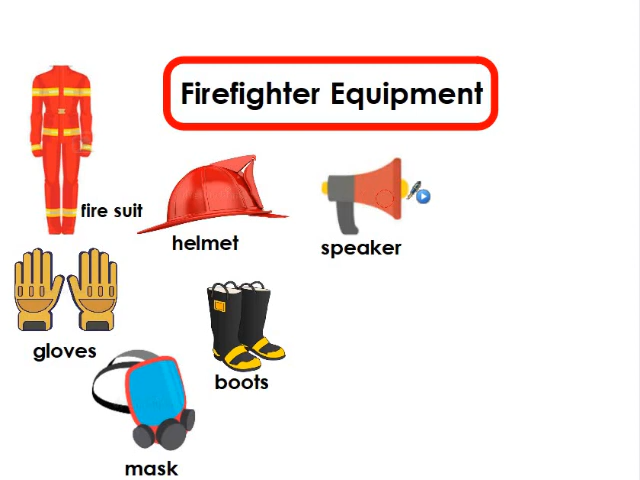 Firefighter Equipment
fire suit
helmet
speaker
gloves
boots
mask